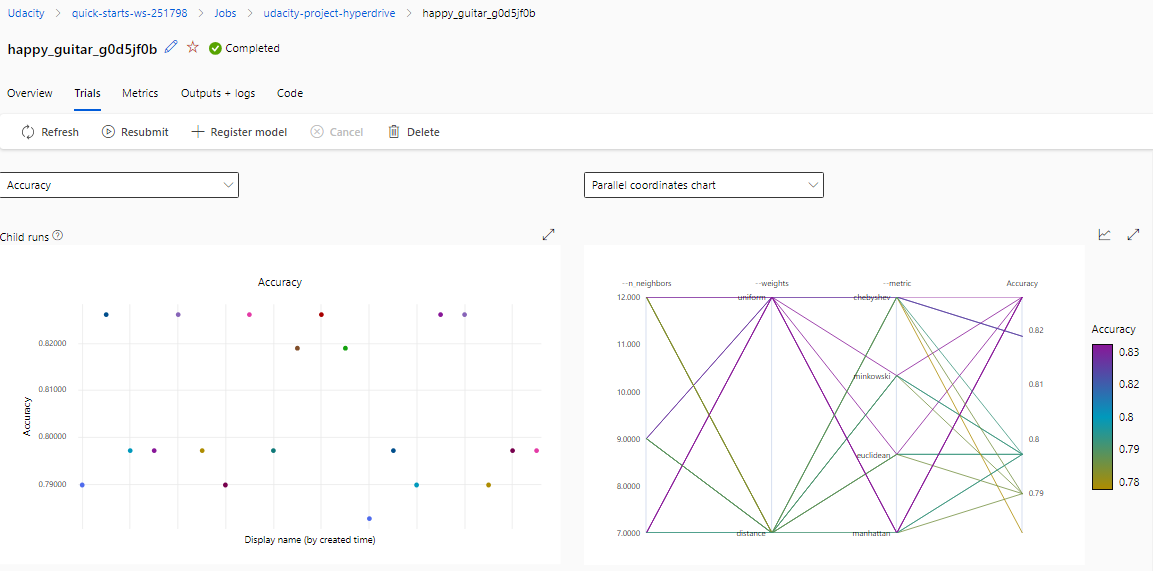 Udacity > quick-starts-ws-251798 > Jobs > udacity-project-hyperdrive > happy_guitar_g0d5jf0b
happy_guitar_g0d5jf0b Completed
Overview Trials Metrics Outputs + logs Code
Refresh Resubmit Register model Cancel Delete
Accuracy
Parallel coordinates chart
Child runs
Accuracy
0.82000
0.81000
0.80000
0.79000
Accuracy
Display name (by created time)
--n_neighbors --weights --metric Accuracy
12.000
11.000
10.000
9.0000
8.0000
7.0000
uniform
distance
chebyshev
minkowski
euclidean
manhattan
0.82
0.81
0.8
0.79
Accuracy
0.83
0.82
0.8
0.79
0.78